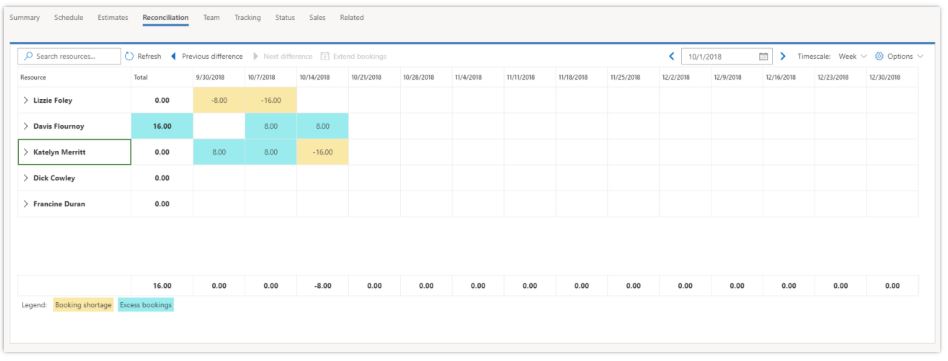 Summary Schedule Estimates Reconciliation Team Tracking Status Sales Related
Search resources... Refresh Previous difference Next difference Extend bookings 10/1/2018 Timescale: Week Options
Resource Total 9/30/2018 10/7/2018 10/14/2018 10/21/2018 10/28/2018 11/4/2018 11/11/2018 11/18/2018 11/25/2018 12/2/2018 12/9/2018 12/16/2018 12/23/2018 12/30/2018
Lizzie Foley 0.00 -8.00 -16.00
Davis Flournoy 16.00 8.00 8.00
Katelyn Merritt 0.00 8.00 8.00 -16.00
Dick Cowley 0.00
Francine Duran 0.00
16.00 0.00 0.00 -8.00 0.00 0.00 0.00 0.00 0.00 0.00 0.00 0.00 0.00 0.00 0.00
Legend: Booking shortage Excess bookings